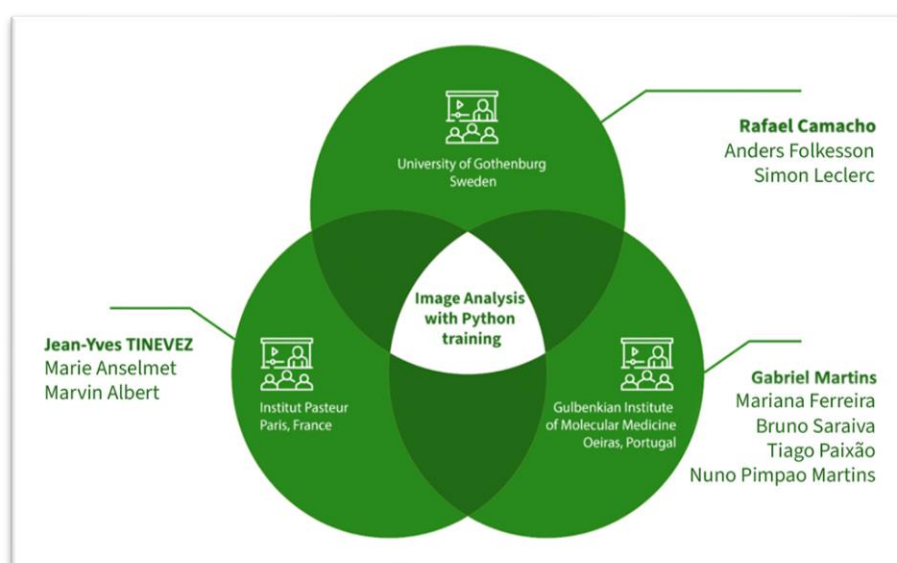 University of Gothenburg
Sweden
Rafael Camacho
Anders Folkesson
Simon Leclerc
Image Analysis
with Python
training
Jean-Yves TINEVEZ
Marie Anselmet
Marvin Albert
Institut Pasteur
Paris, France
Gulbenkian Institute
of Molecular Medicine
Oeiras, Portugal
Gabriel Martins
Mariana Ferreira
Bruno Saraiva
Tiago Paixão
Nuno Pimpao Martins